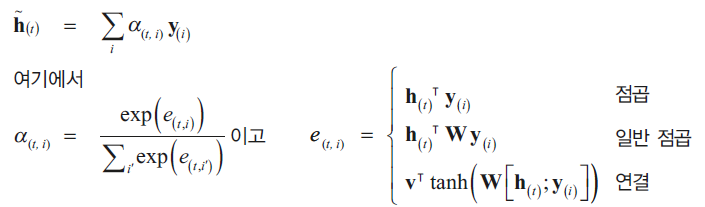 h̃₍t₎ = ∑ᵢ α₍t, i₎ y₍i₎
여기에서
α₍t, i₎ = exp(e₍t,i₎) / ∑ᵢ′ exp(e₍t,i′₎) 이고 e₍t, i₎ = {
h₍t₎ᵀ y₍i₎ 점곱
h₍t₎ᵀ W y₍i₎ 일반 점곱
vᵀ tanh(W[h₍t₎; y₍i₎]) 연결